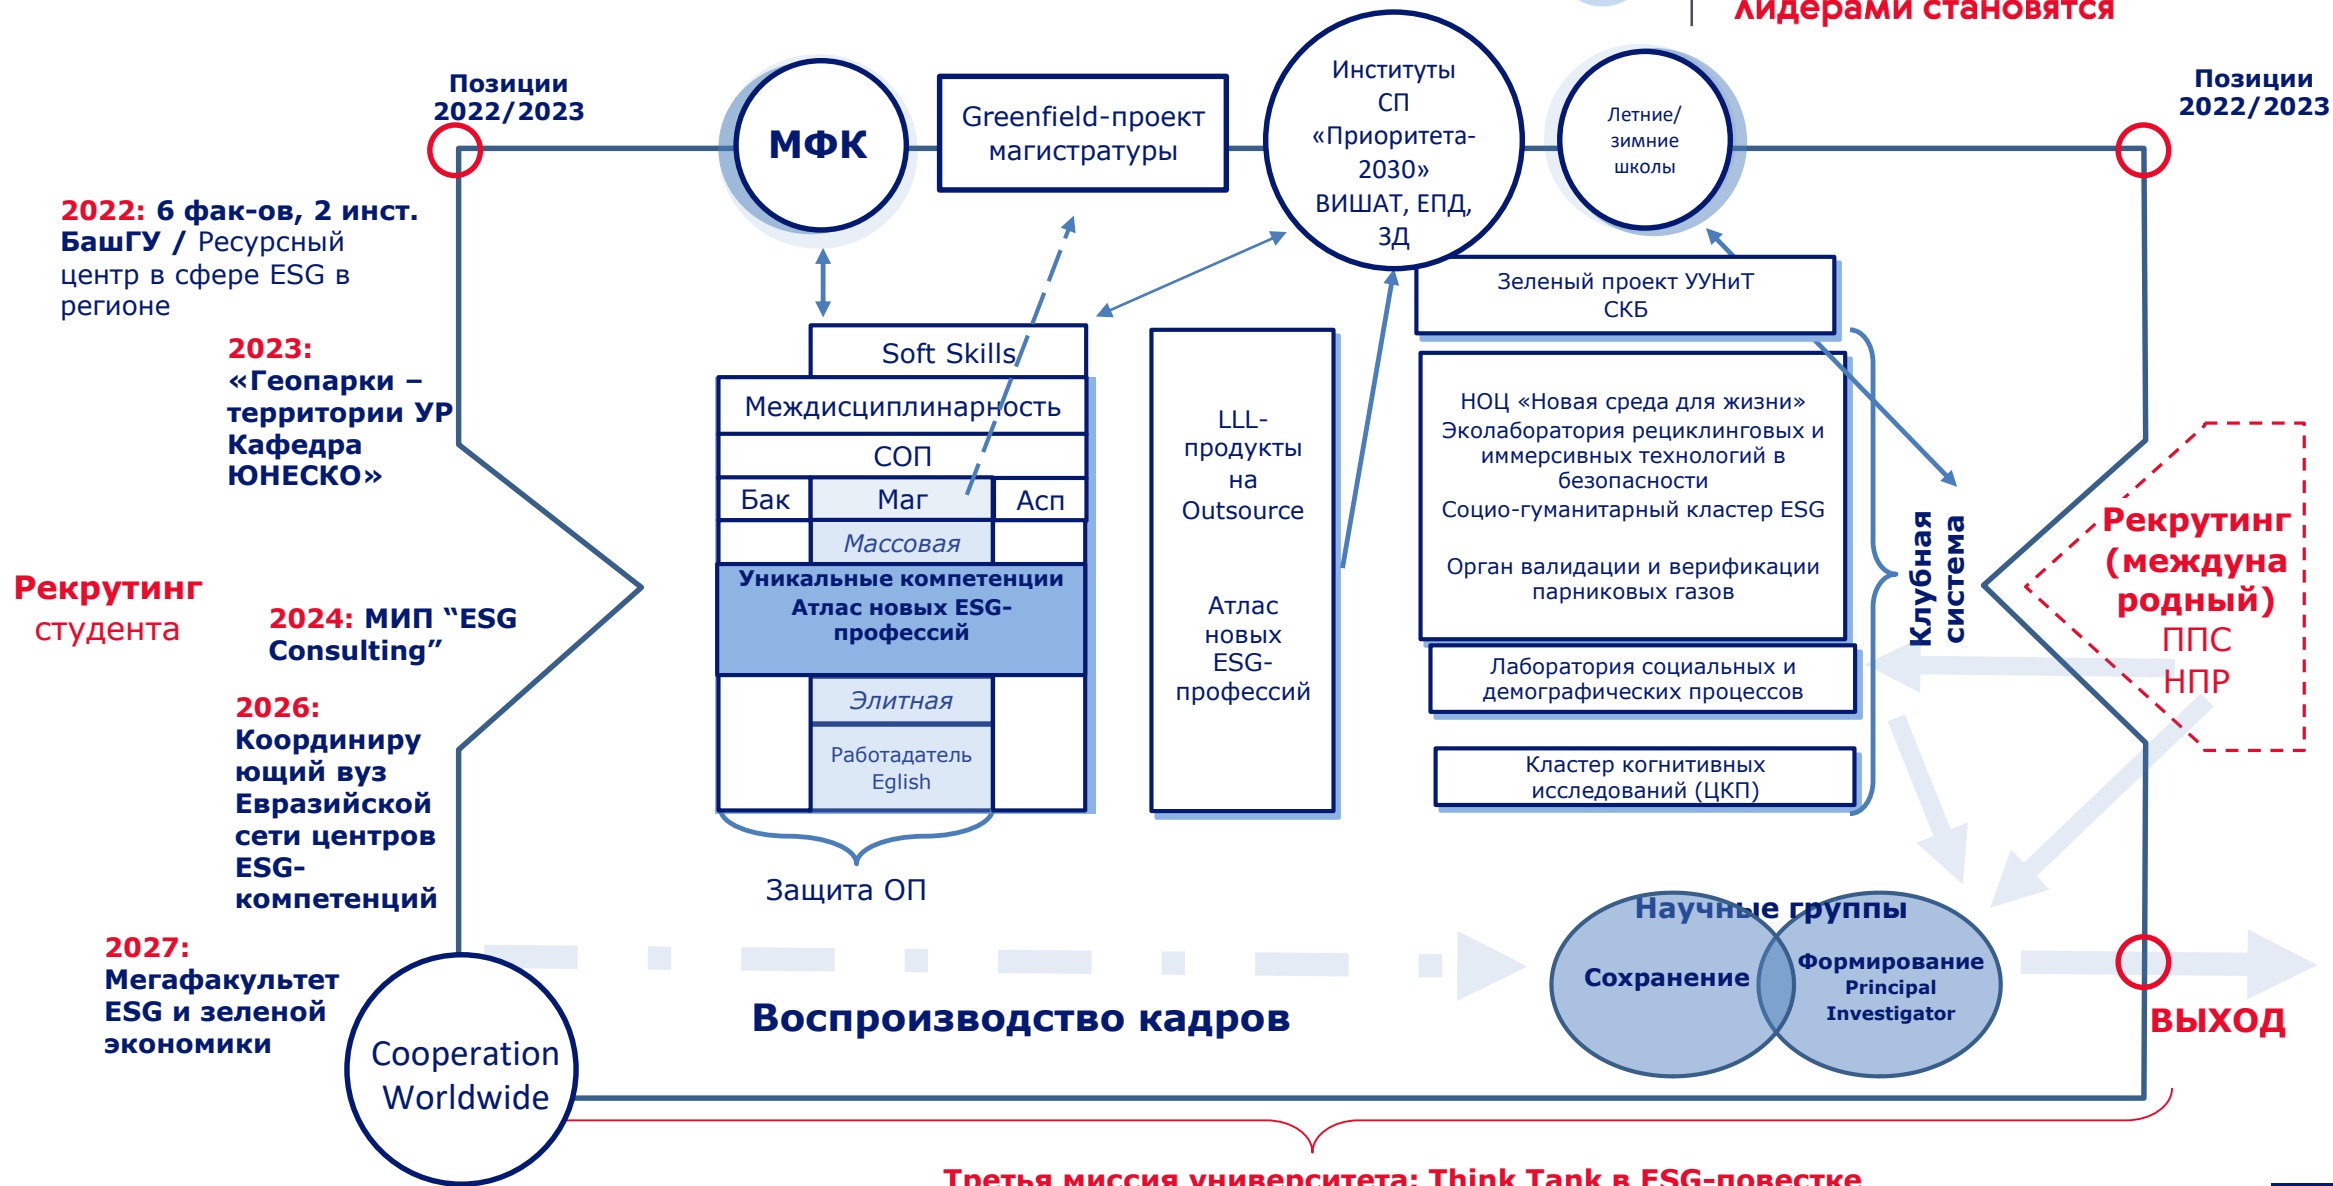 лидерами становятся
Позиции
2022/2023
МФК
Greenfield-проект
магистратуры
Институты
СП
«Приоритета-
2030»
ВИШАТ, ЕПД,
ЗД
Летние/
зимние
школы
Позиции
2022/2023
2022: 6 фак-ов, 2 инст.
БашГУ / Ресурсный
центр в сфере ESG в
регионе
2023:
«Геопарки –
территории УР
Кафедра
ЮНЕСКО»
Рекрутинг
студента
2024: МИП “ESG
Consulting”
2026:
Координиру
ющий вуз
Евразийской
сети центров
ESG-
компетенций
2027:
Мегафакультет
ESG и зеленой
экономики
Cooperation
Worldwide
Soft Skills
Междисциплинарность
СОП
Бак
Маг
Асп
Массовая
Уникальные компетенции
Атлас новых ESG-
профессий
Элитная
Работадатель
Eglish
Защита ОП
LLL-
продукты
на
Outsource
Атлас
новых
ESG-
профессий
Зеленый проект УУНиТ
СКБ
НОЦ «Новая среда для жизни»
Эколаборатория рециклинговых и
иммерсивных технологий в
безопасности
Социо-гуманитарный кластер ESG
Орган валидации и верификации
парниковых газов
Лаборатория социальных и
демографических процессов
Кластер когнитивных
исследований (ЦКП)
Клубная
система
Рекрутинг
(междуна
родный)
ППС
НПР
Научные группы
Сохранение
Формирование
Principal
Investigator
Воспроизводство кадров
ВЫХОД
Третья миссия университета: Think Tank в ESG-повестке